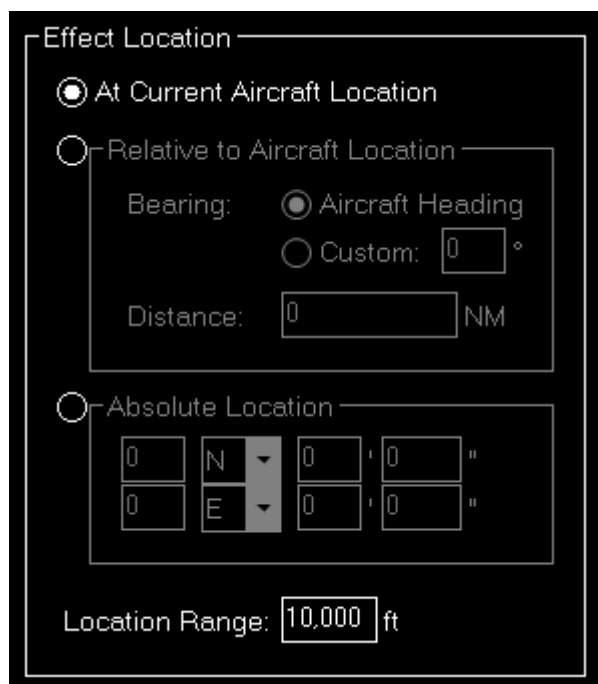 Effect Location
At Current Aircraft Location
Relative to Aircraft Location
Bearing: Aircraft Heading
Custom: 0 °
Distance: 0 NM
Absolute Location
0 N 0 ' 0 "
0 E 0 ' 0 "
Location Range: 10,000 ft